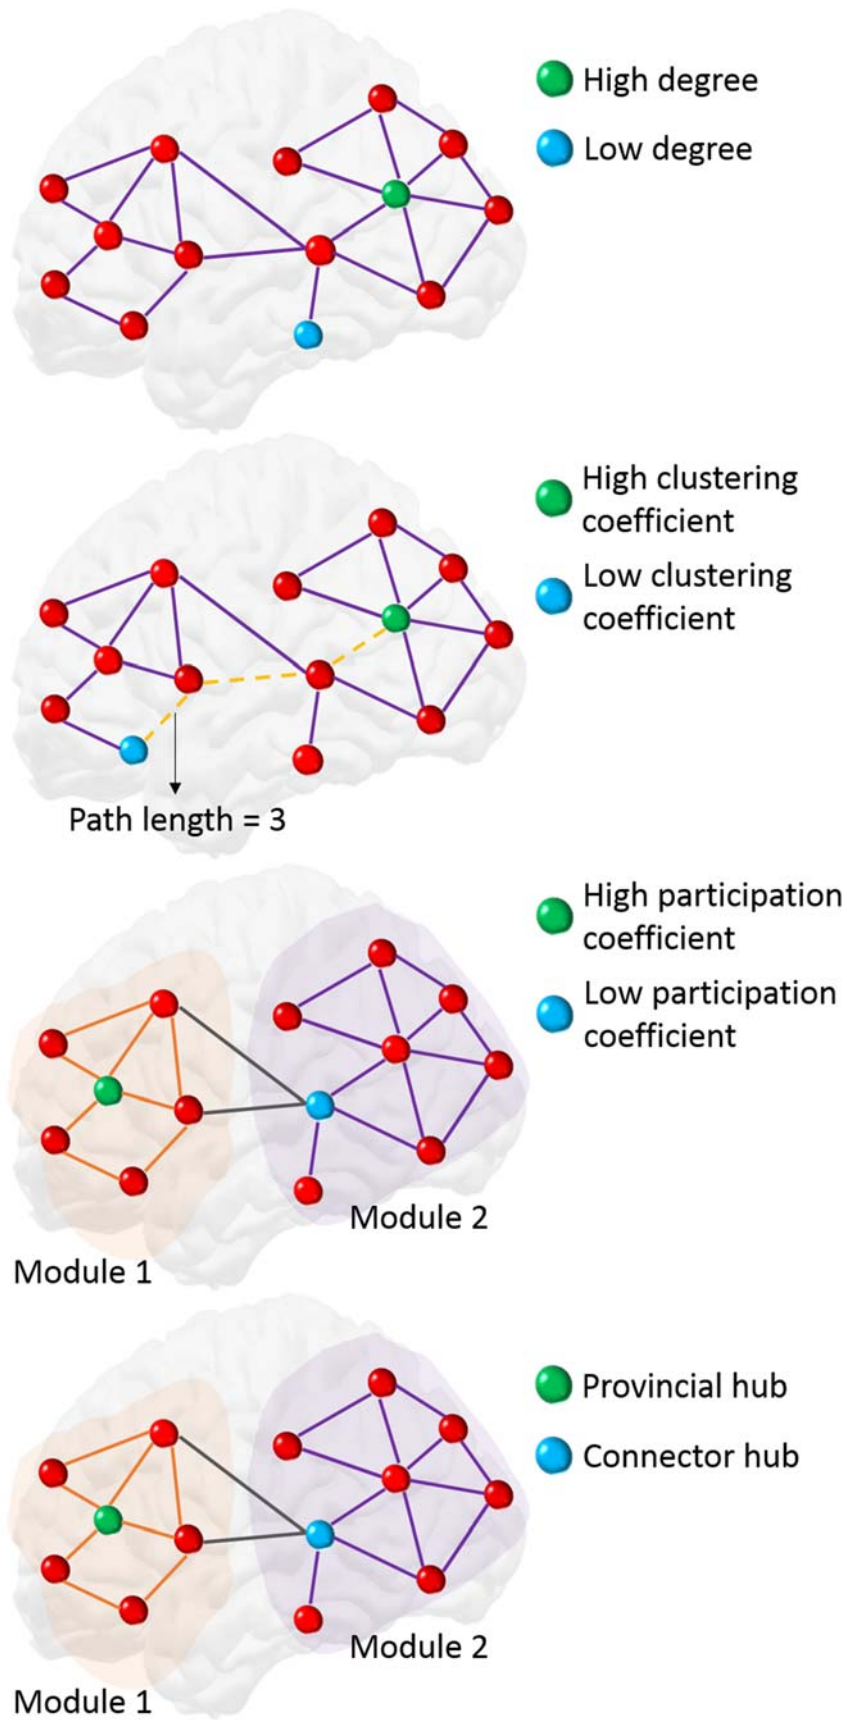 High degree
Low degree
High clustering
coefficient
Low clustering
coefficient
Path length = 3
High participation
coefficient
Low participation
coefficient
Module 2
Module 1
Provincial hub
Connector hub
Module 2
Module 1